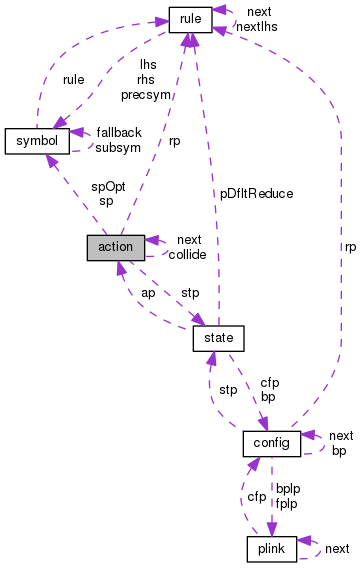 rule
next
nextlhs
rule
lhs
rhs
precsym
symbol
fallback
subsym
rp
spOpt
sp
pDfltReduce
action
next
collide
rp
ap
stp
state
stp
cfp
bp
config
next
bp
cfp
bplp
fplp
plink
next